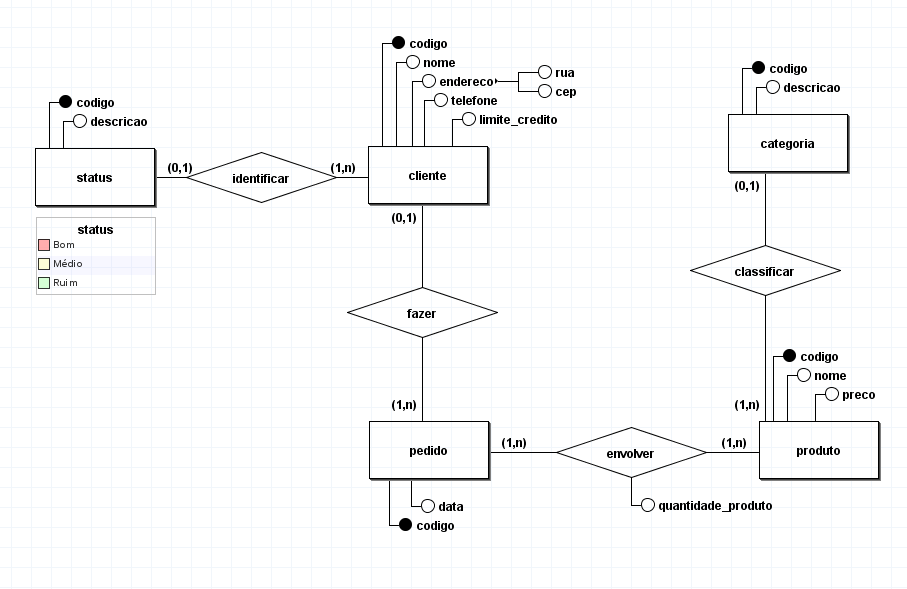 codigo
nome
endereco
rua
cep
telefone
limite_credito
codigo
descricao
status
(0,1)
identificar
(1,n)
cliente
codigo
descricao
categoria
status
Bom
Médio
Ruim
(0,1)
(0,1)
fazer
classificar
(1,n)
(1,n)
codigo
nome
preco
pedido
(1,n)
envolver
(1,n)
produto
quantidade_produto
data
codigo